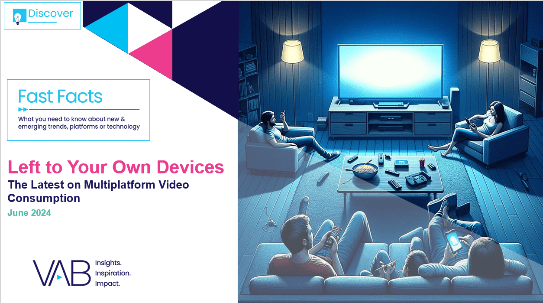 Discover
Fast Facts
What you need to know about new &
emerging trends, platforms or technology
Left to Your Own Devices
The Latest on Multiplatform Video
Consumption
June 2024
VAB
Insights.
Inspiration.
Impact.